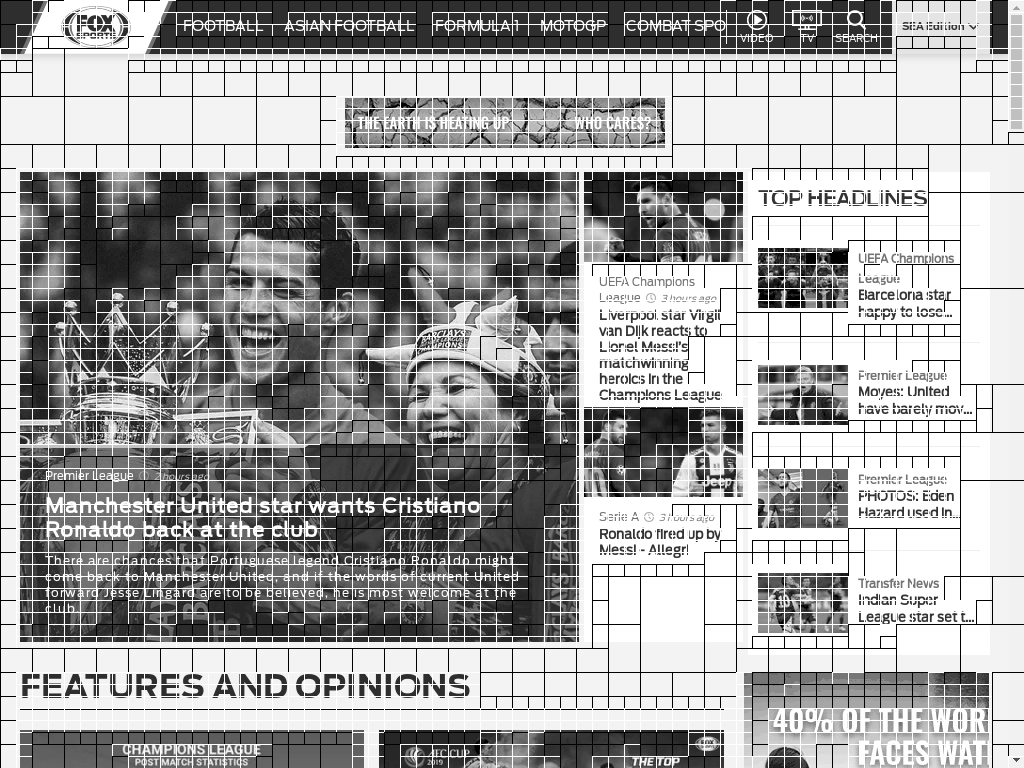 FOX
SPORTS
FOOTBALL
ASIAN FOOTBALL
FORMULA 1
MOTOGP
COMBAT SPO
VIDEO
TV
SEARCH
SEA Edition
THE EARTH IS HEATING UP
WHO CARES?
Premier League 2 hours ago
Manchester United star wants Cristiano
Ronaldo back at the club
There are chances that Portuguese legend Cristiano Ronaldo might
come back to Manchester United, and if the words of current United
forward Jesse Lingard are to be believed, he is most welcome at the
club.
UEFA Champions
League 3 hours ago
Liverpool star Virgil
van Dijk reacts to
Lionel Messi's
matchwinning
heroics in the
Champions League
Serie A 3 hours ago
Ronaldo fired up by
Messi - Allegri
TOP HEADLINES
UEFA Champions
League
Barcelona star
happy to lose...
Premier League
Moyes: United
have barely mov...
Premier League
PHOTOS: Eden
Hazard used in...
Transfer News
Indian Super
League star set t...
FEATURES AND OPINIONS
CHAMPIONS LEAGUE
POST MATCH STATISTICS
AFC CUP
2019
THE TOP
40% OF THE WOR
FACES WAT